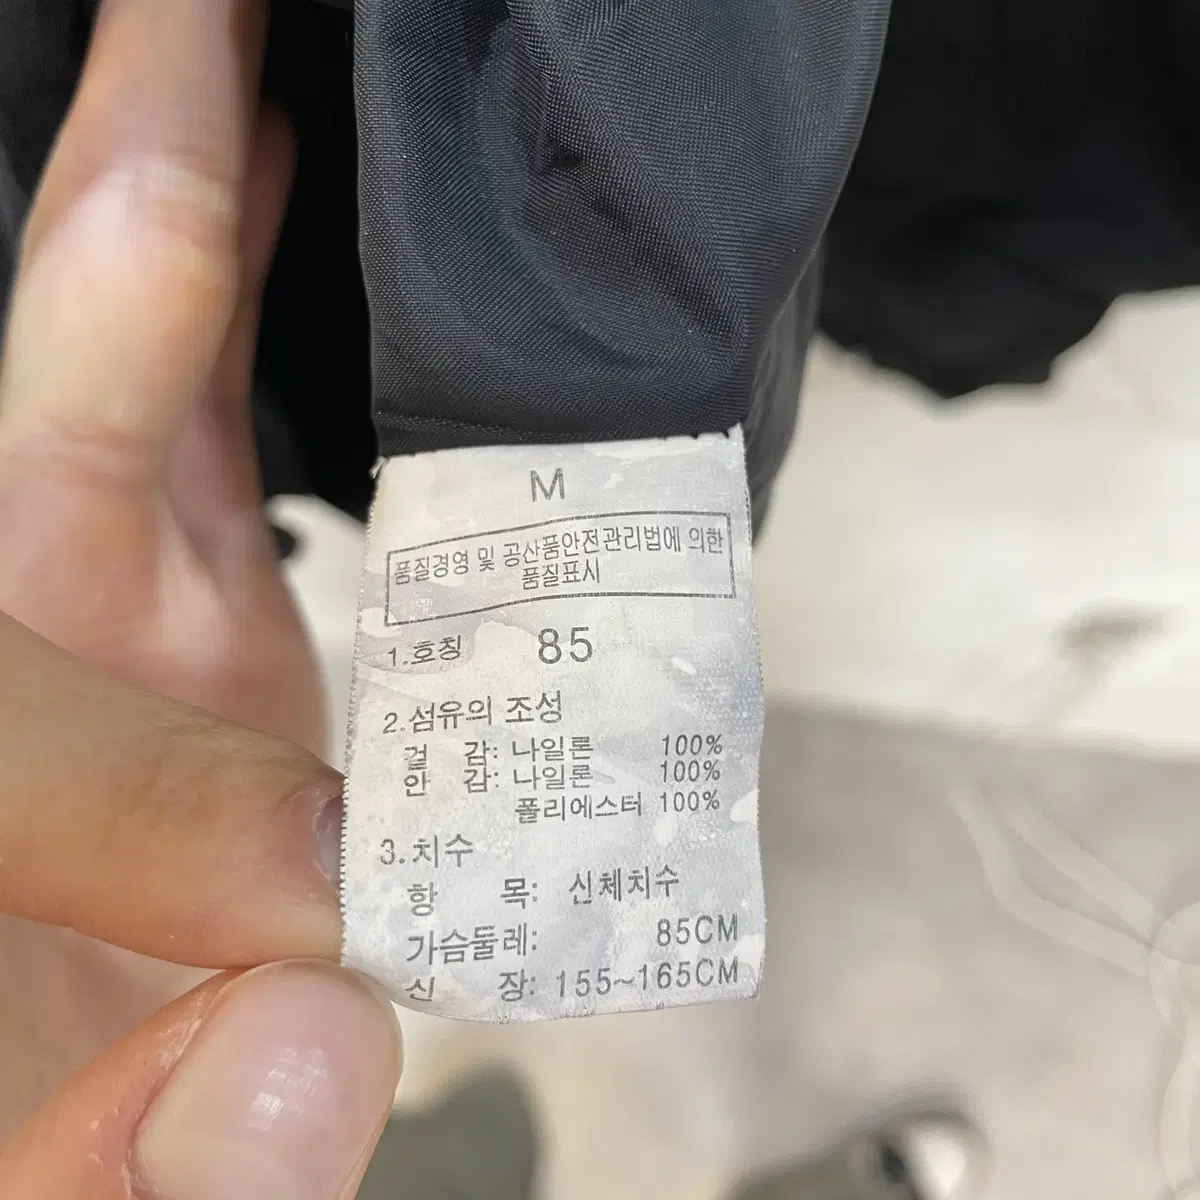 M
품질경영 및 공산품안전관리법에 의한
품질표시
1.호칭 85
2.섬유의 조성
겉 감: 나일론 100%
안 감: 나일론 100%
폴리에스터 100%
3.치수
항 목: 신체치수
가슴둘레: 85CM
신 장: 155~165CM